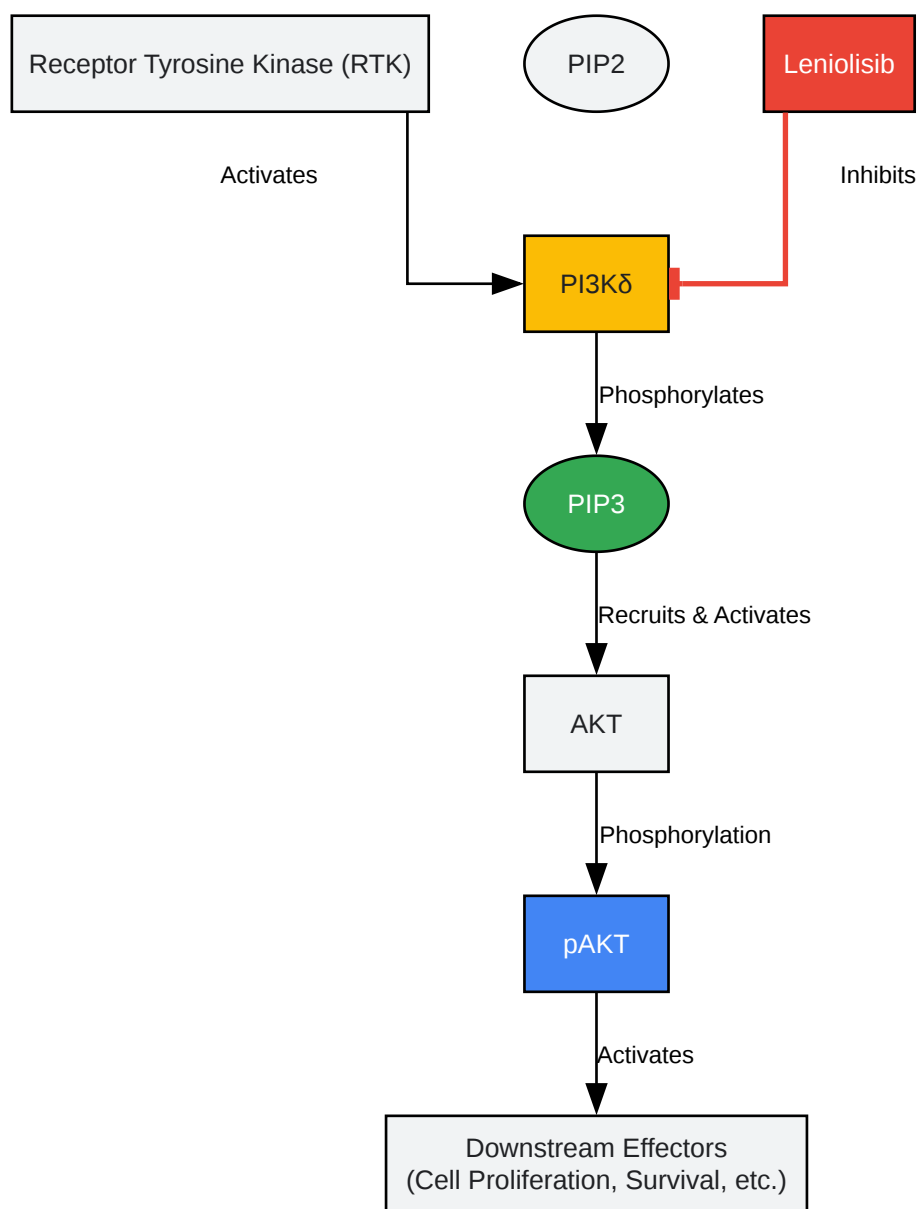 Receptor Tyrosine Kinase (RTK)
PIP2
Leniolisib
Activates
Inhibits
PI3Kδ
Phosphorylates
PIP3
Recruits & Activates
AKT
Phosphorylation
pAKT
Activates
Downstream Effectors
(Cell Proliferation, Survival, etc.)